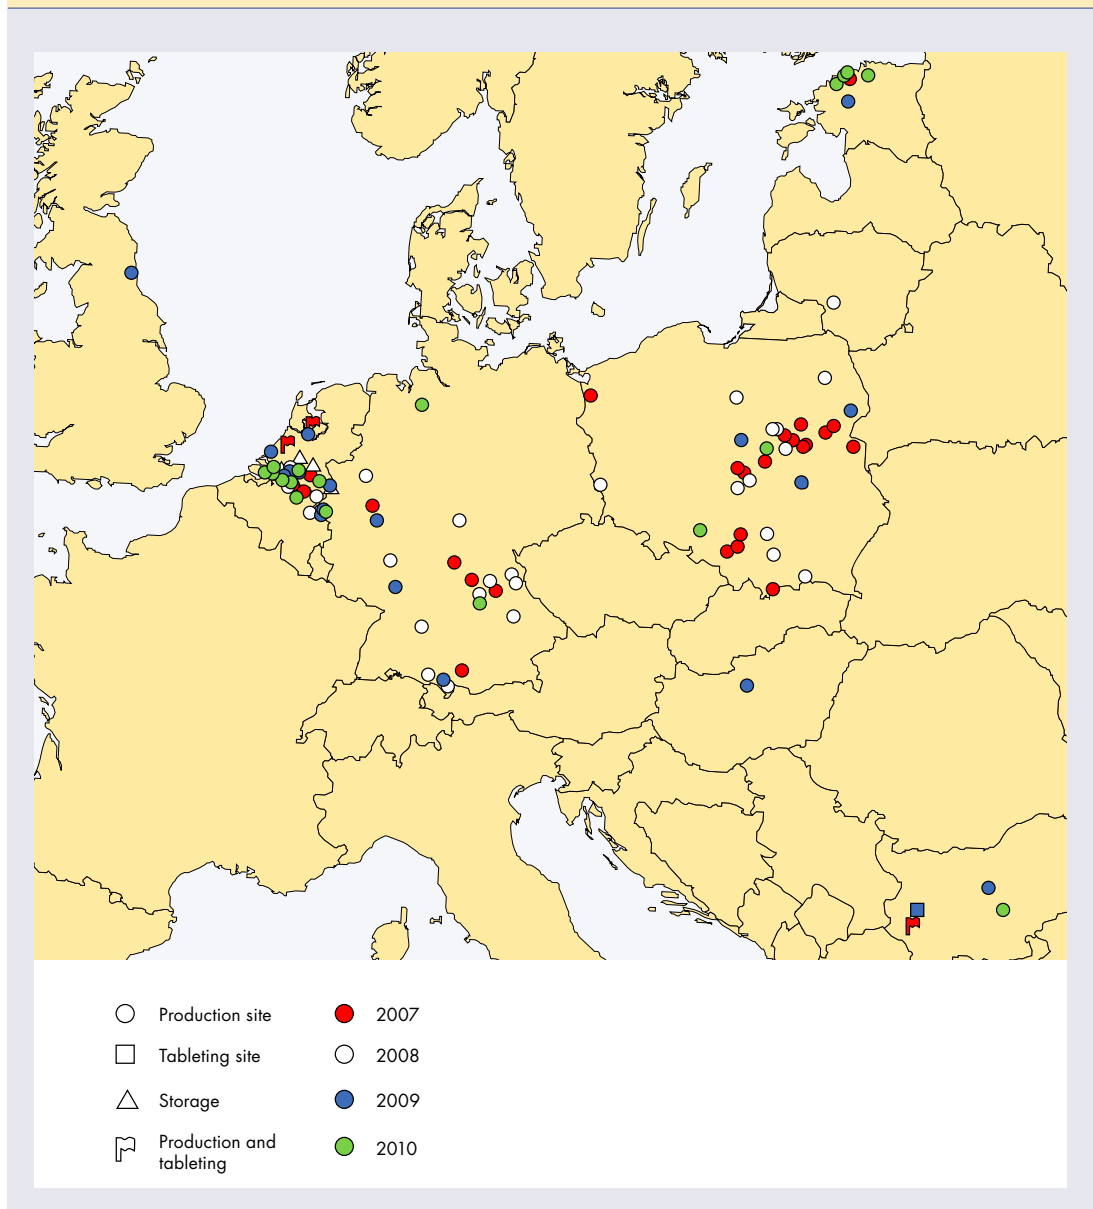 Production site
2007
Tableting site
2008
Storage
2009
Production and
tableting
2010